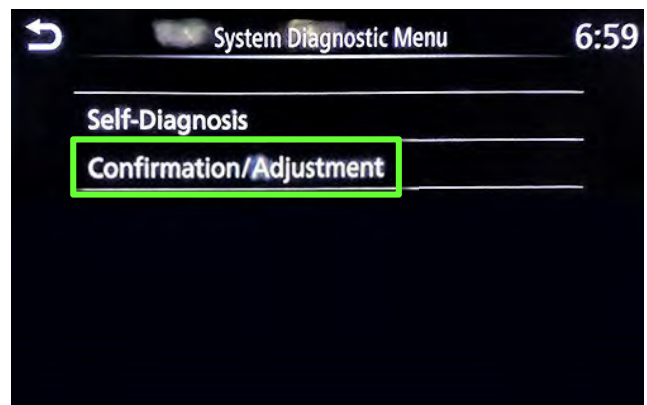 System Diagnostic Menu 6:59
Self-Diagnosis
Confirmation/Adjustment